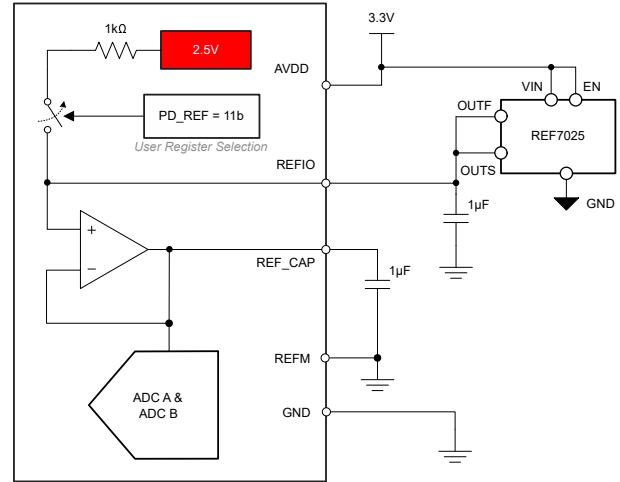 3.3V
1kΩ
2.5V
AVDD
VIN
EN
OUTF
PD_REF = 11b
REF7025
User Register Selection
REFIO
OUTS
GND
1µF
REF_CAP
1µF
REFM
ADC A &
ADC B
GND